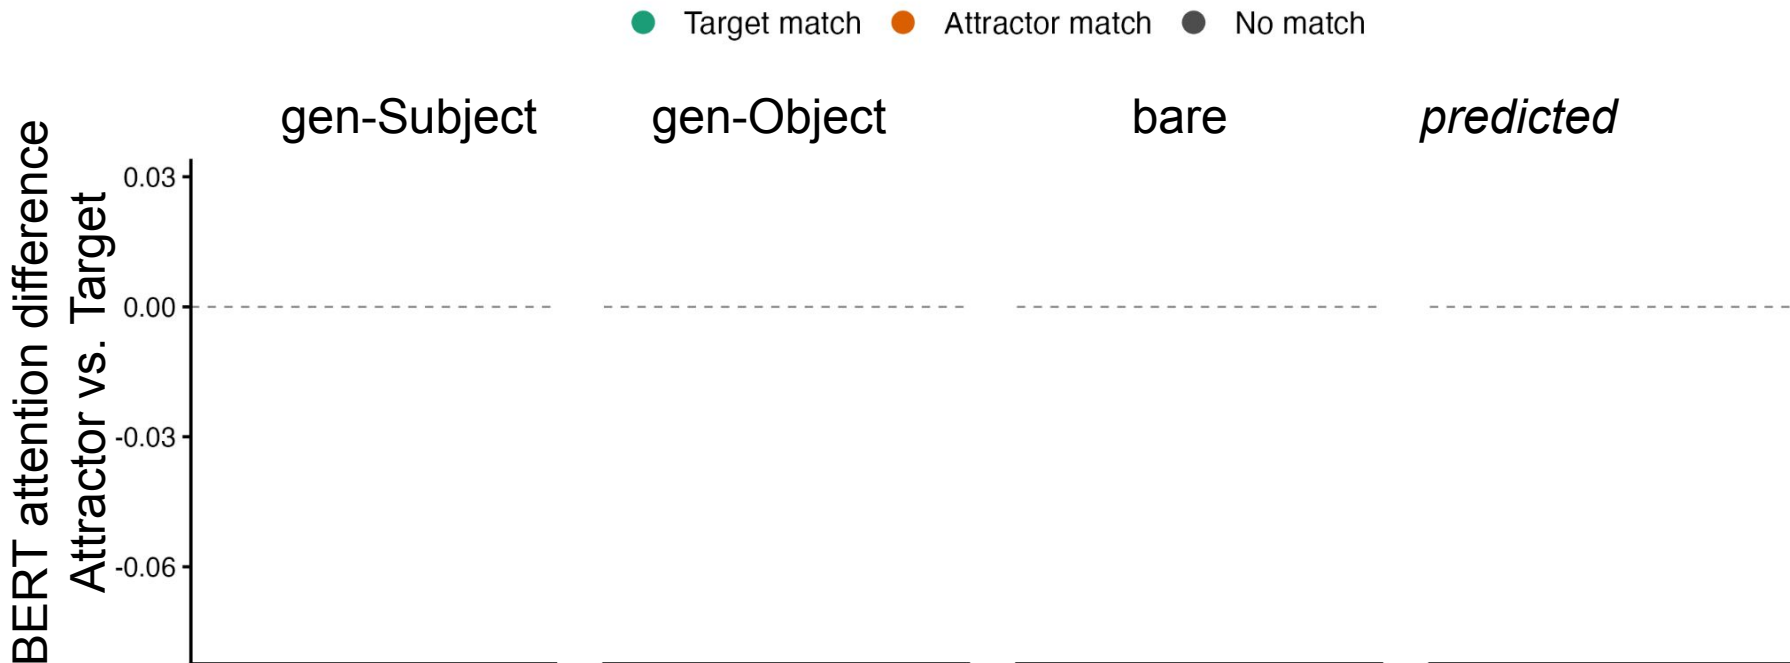 Target match Attractor match No match
gen-Subject gen-Object bare predicted
BERT attention difference
Attractor vs. Target
0.03
0.00
-0.03
-0.06